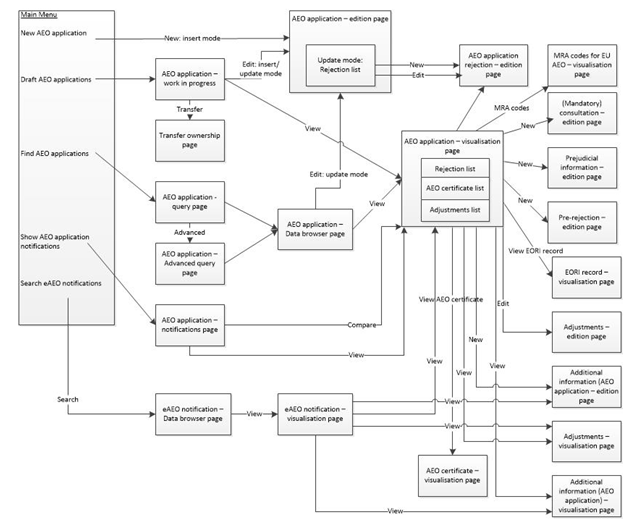 Main Menu
New AEO application
Draft AEO applications
Find AEO applications
Show AEO application
notifications
Search eAEO notifications
New: insert mode
Edit: insert/
update mode
AEO application – edition page
Update mode:
Rejection list
New
Edit
AEO application
rejection – edition
page
MRA codes for EU
AEO – visualisation
page
AEO application –
work in progress
Transfer
Transfer ownership
page
View
MRA codes
(Mandatory)
consultation –
edition page
New
AEO application – visualisation
page
Rejection list
AEO certificate list
Adjustments list
New
Prejudicial
information –
edition page
Edit: update mode
AEO application -
query page
Advanced
AEO application –
Advanced query
page
AEO application –
Data browser page
View
New
Pre-rejection –
edition page
View EORI record
EORI record –
visualisation page
View AEO certificate
Edit
AEO application –
notifications page
Compare
View
New
View
View
View
Adjustments –
edition page
Additional
information (AEO
application – edition
page
Search
eAEO notification –
Data browser page
View
eAEO notification –
visualisation page
View
View
Adjustments –
visualisation page
AEO certificate –
visualisation page
View
Additional
information (AEO
application) –
visualisation page